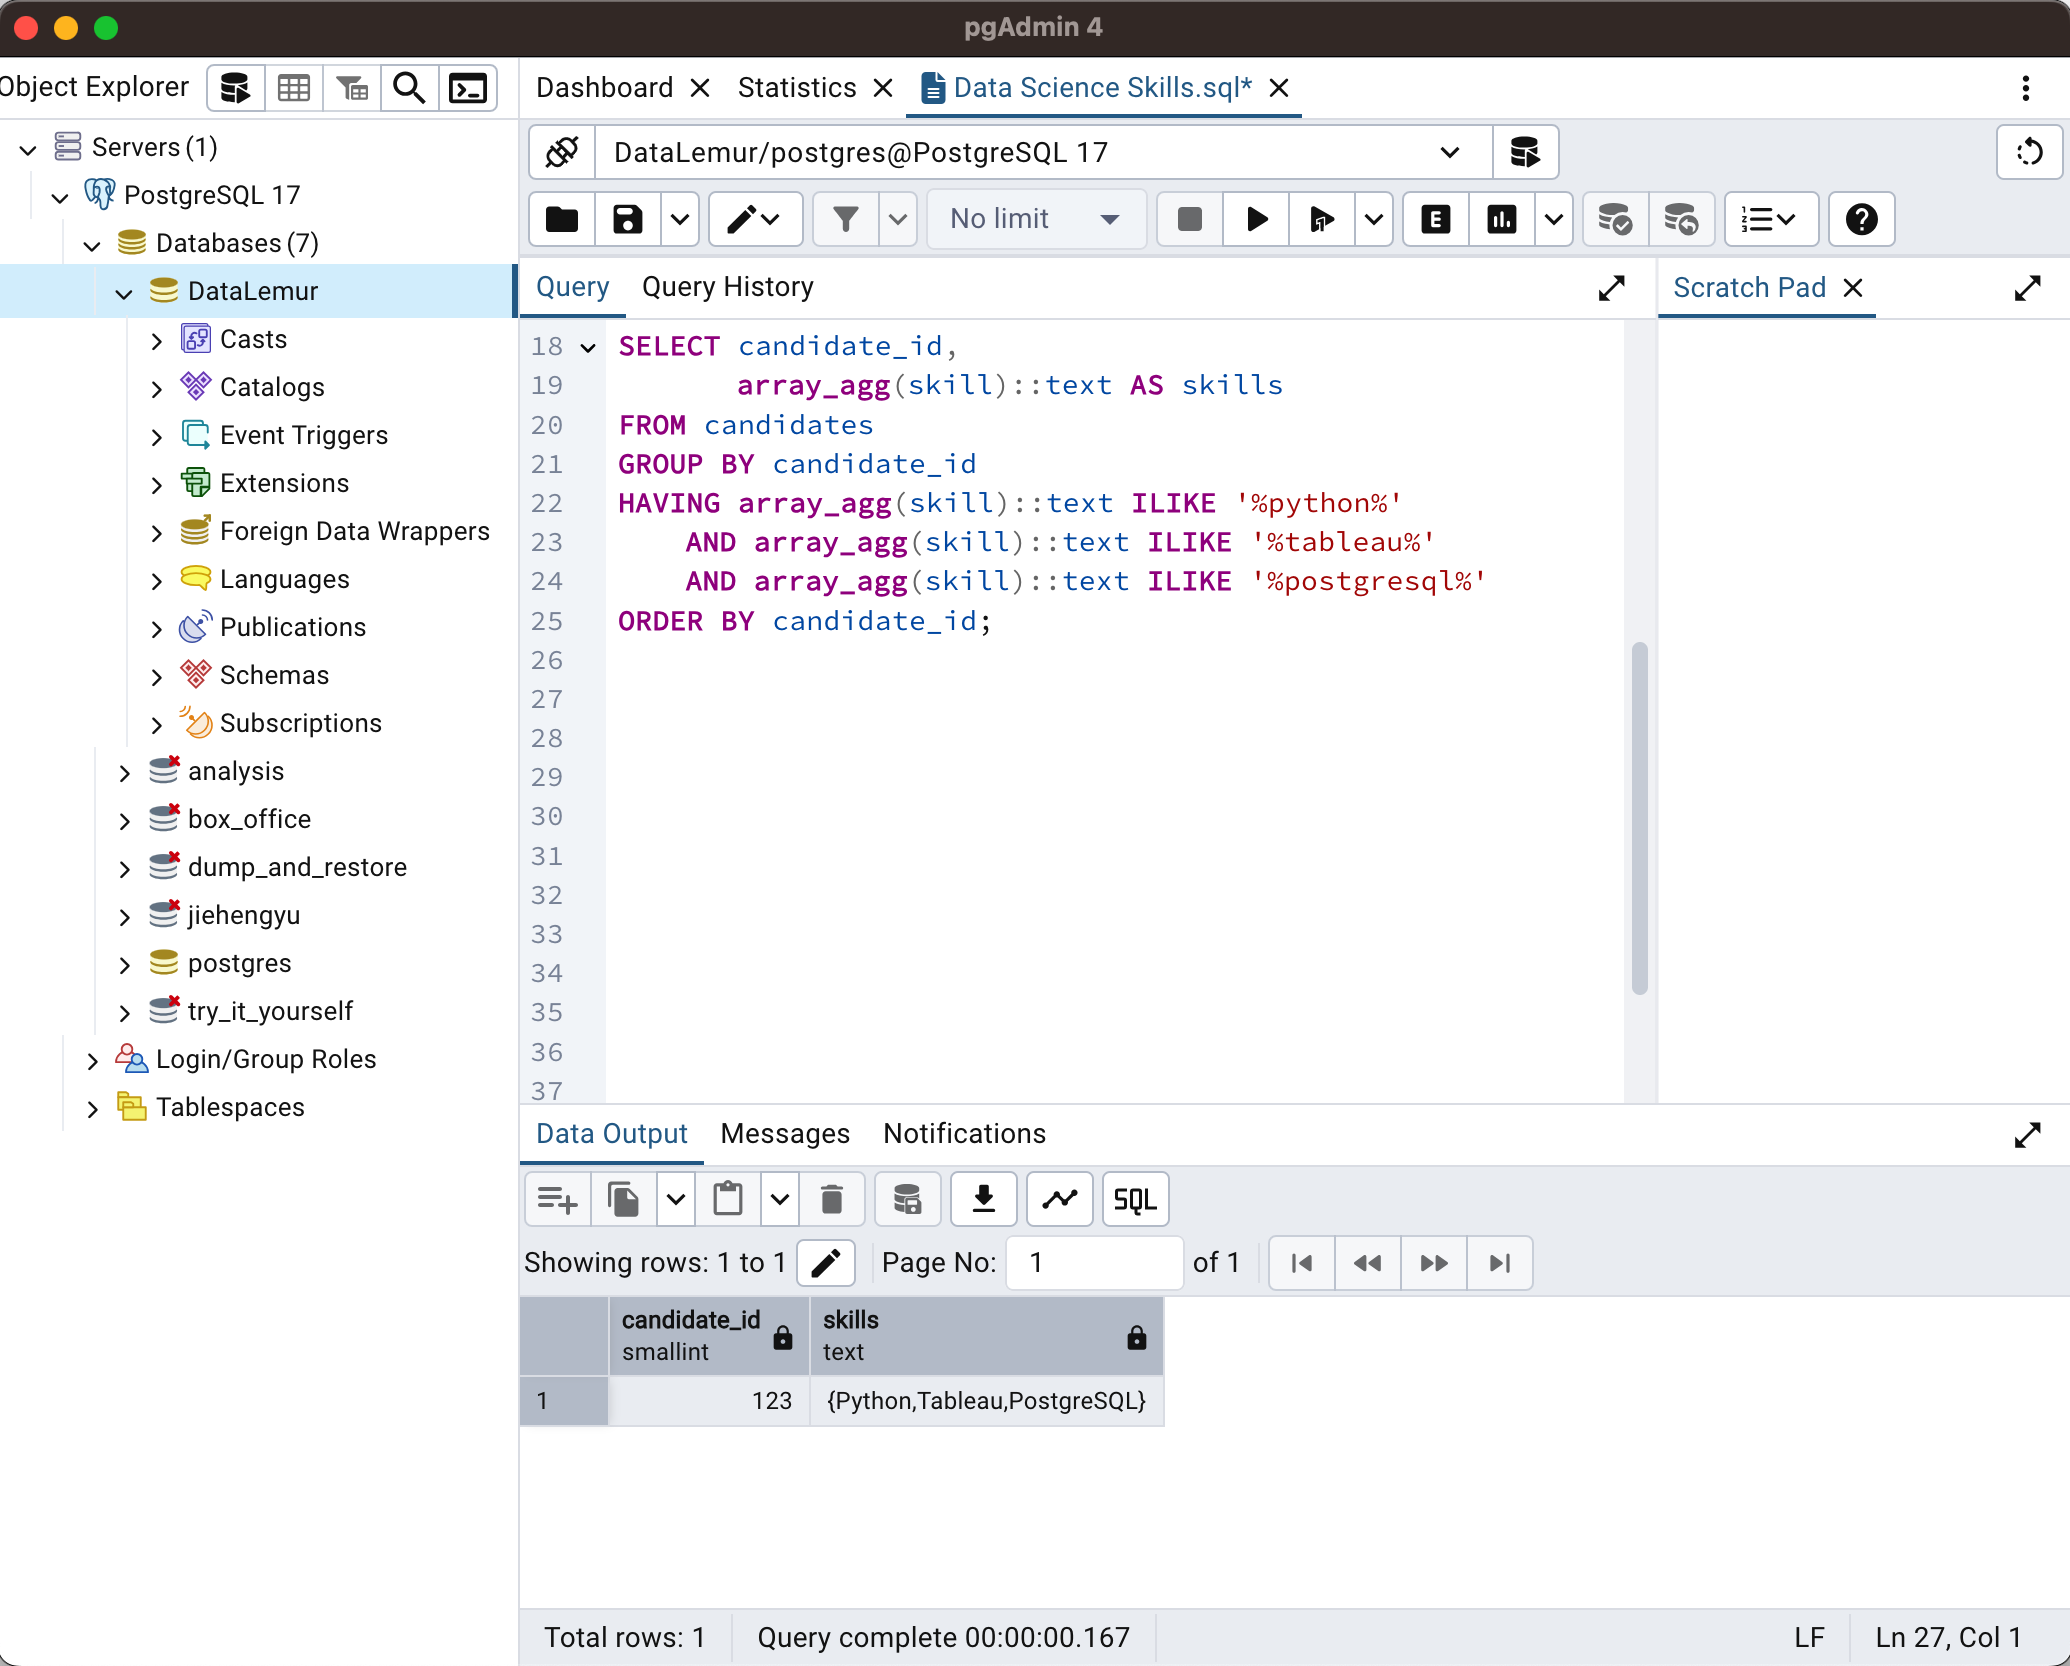 pgAdmin 4
Object Explorer
Dashboard
Statistics
Data Science Skills.sql*
Servers (1)
PostgreSQL 17
Databases (7)
DataLemur
Casts
Catalogs
Event Triggers
Extensions
Foreign Data Wrappers
Languages
Publications
Schemas
Subscriptions
analysis
box_office
dump_and_restore
jiehengyu
postgres
try_it_yourself
Login/Group Roles
Tablespaces
DataLemur/postgres@PostgreSQL 17
No limit
E
Query
Query History
Scratch Pad
18 SELECT candidate_id,
19 array_agg(skill)::text AS skills
20 FROM candidates
21 GROUP BY candidate_id
22 HAVING array_agg(skill)::text ILIKE '%python%'
23 AND array_agg(skill)::text ILIKE '%tableau%'
24 AND array_agg(skill)::text ILIKE '%postgresql%'
25 ORDER BY candidate_id;
26
27
28
29
30
31
32
33
34
35
36
37
Data Output
Messages
Notifications
SQL
Showing rows: 1 to 1
Page No: 1 of 1
candidate_id
smallint
skills
text
1 123 {Python,Tableau,PostgreSQL}
Total rows: 1
Query complete 00:00:00.167
LF
Ln 27, Col 1